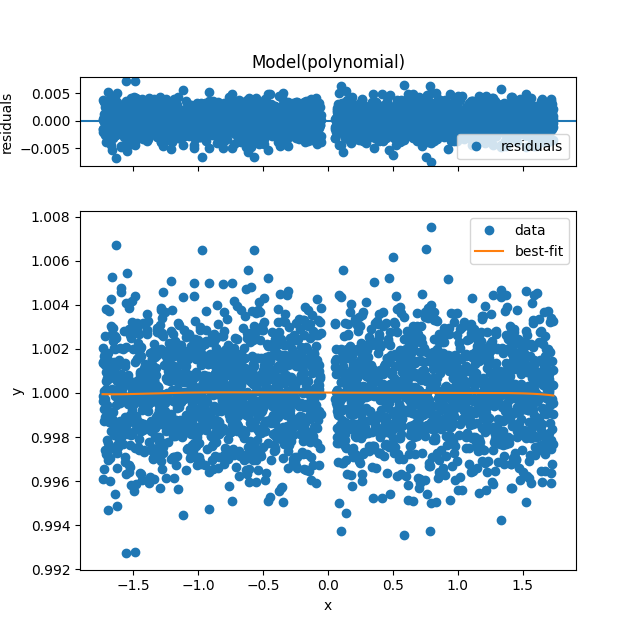 Model(polynomial)
residuals
0.005
0.000
−0.005
residuals
1.008
1.006
1.004
1.002
1.000
0.998
0.996
0.994
0.992
y
data
best-fit
−1.5 −1.0 −0.5 0.0 0.5 1.0 1.5
x